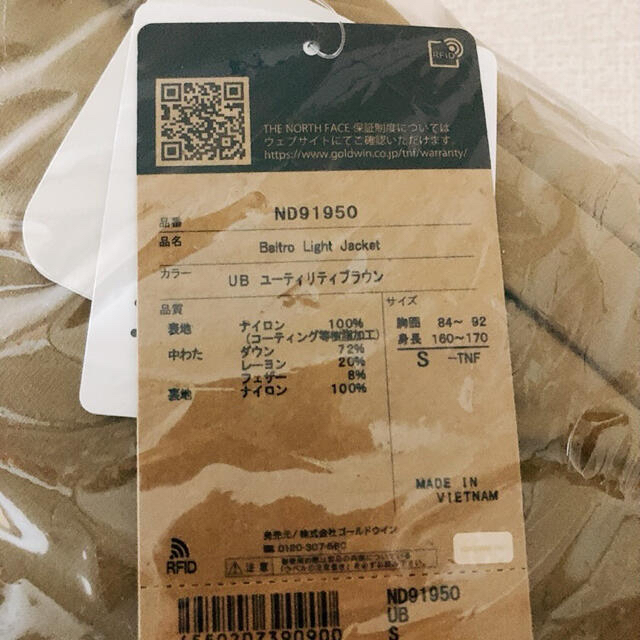 RFID
THE NORTH FACE 保証制度については
ウェブサイトにてご確認いただけます
https://www.goldwin.co.jp/tnf/warranty/
品番 ND91950
品名 Baltro Light Jacket
カラー UB ユーティリティブラウン
品質
表地 ナイロン 100%
(コーティング等樹脂加工)
中わた ダウン 72%
レーヨン 20%
フェザー 8%
裏地 ナイロン 100%
サイズ
胸囲 84~ 92
身長 160~170
S -TNF
MADE IN
VIETNAM
発売元/株式会社ゴールドウイン
RFID
注意
ND91950
UB
S